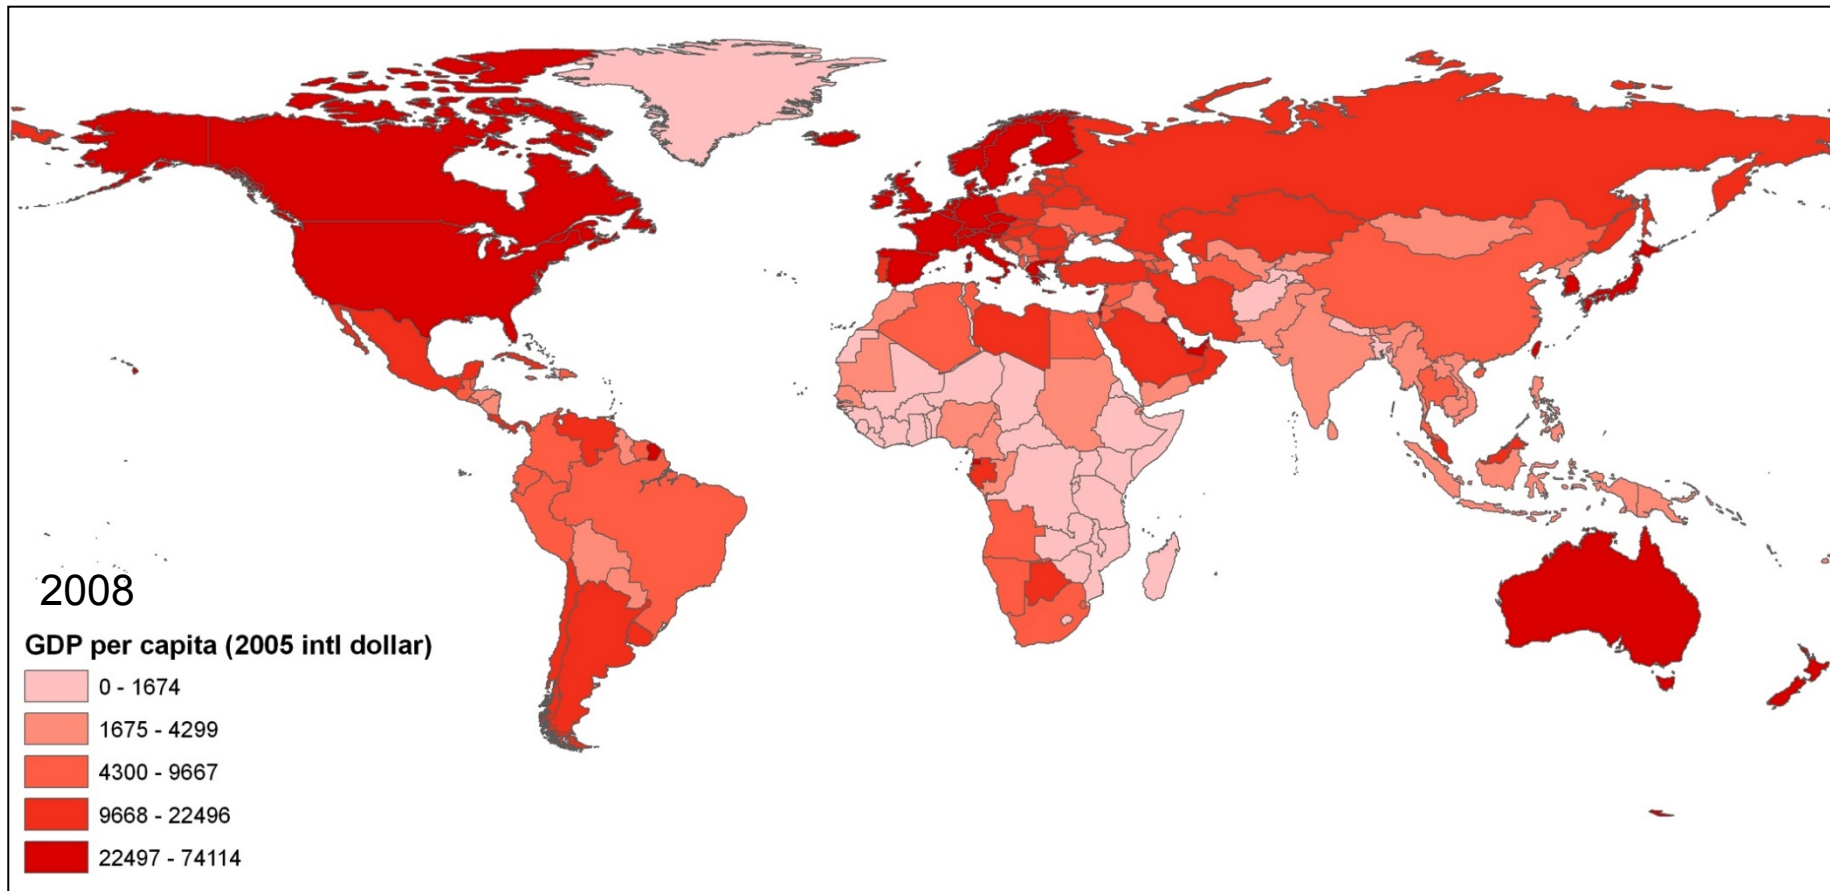 2008
GDP per capita (2005 intl dollar)
0 - 1674
1675 - 4299
4300 - 9667
9668 - 22496
22497 - 74114